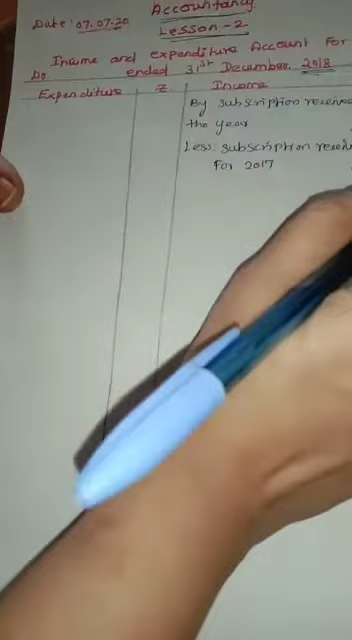 Accountancy
Date: 07.07.20
Lesson-2
Income and expenditure Account For
Dr ended 31st December 2018
Expenditure ₹ Income
By subscription received
the year
Less: subscription
For 2017